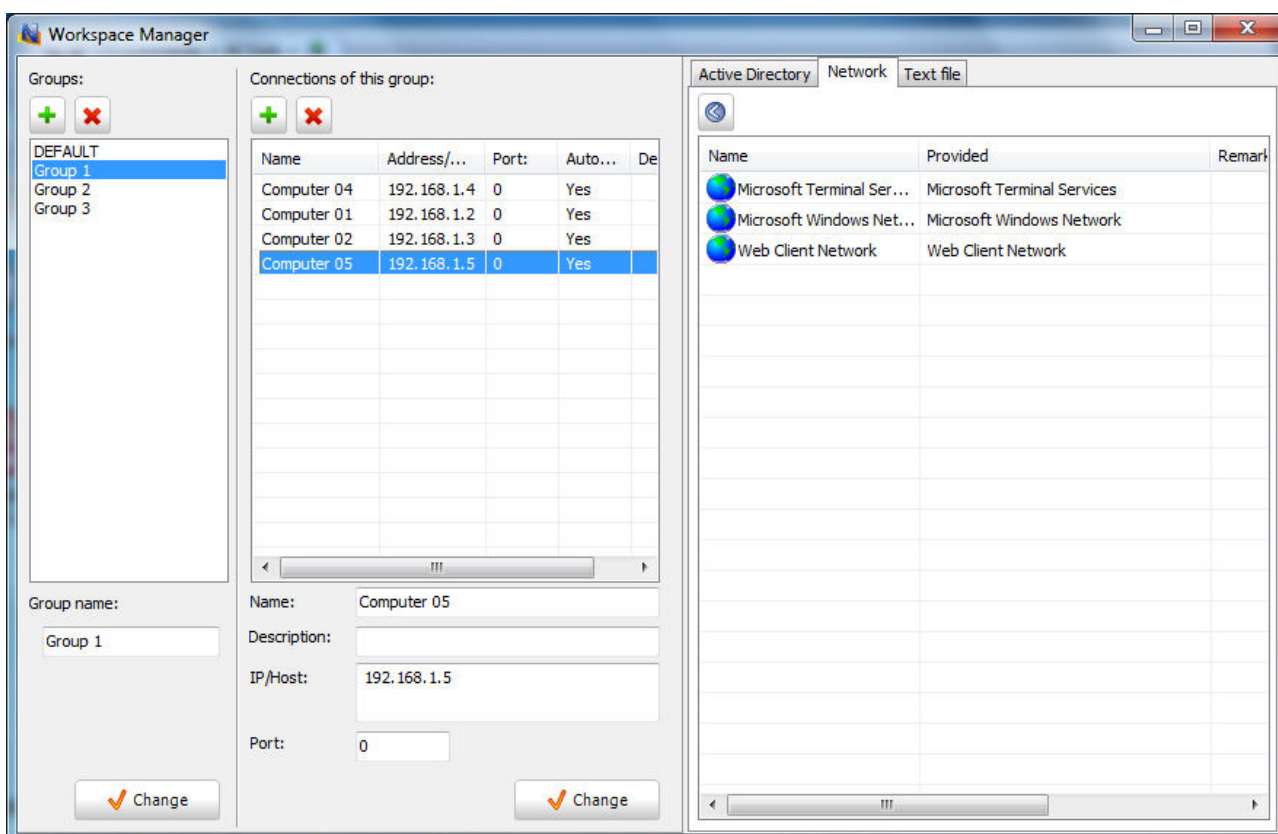 Workspace Manager
Groups:
DEFAULT
Group 1
Group 2
Group 3
Group name:
Group 1
Change
Connections of this group:
Name Address/... Port: Auto... De
Computer 04 192.168.1.4 0 Yes
Computer 01 192.168.1.2 0 Yes
Computer 02 192.168.1.3 0 Yes
Computer 05 192.168.1.5 0 Yes
Name: Computer 05
Description:
IP/Host: 192.168.1.5
Port: 0
Change
Active Directory Network Text file
Name Provided Remark
Microsoft Terminal Ser... Microsoft Terminal Services
Microsoft Windows Net... Microsoft Windows Network
Web Client Network Web Client Network